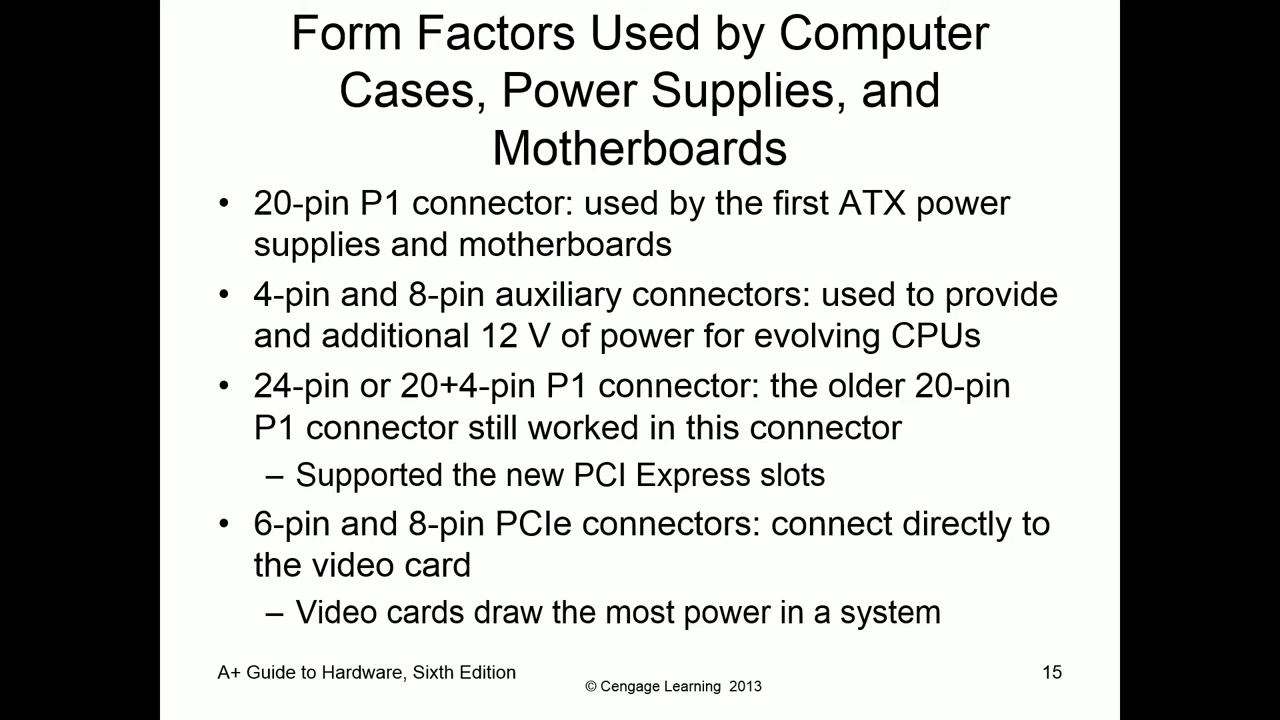 Form Factors Used by Computer
Cases, Power Supplies, and
Motherboards
• 20-pin P1 connector: used by the first ATX power
supplies and motherboards
• 4-pin and 8-pin auxiliary connectors: used to provide
and additional 12 V of power for evolving CPUs
• 24-pin or 20+4-pin P1 connector: the older 20-pin
P1 connector still worked in this connector
– Supported the new PCI Express slots
• 6-pin and 8-pin PCIe connectors: connect directly to
the video card
– Video cards draw the most power in a system
A+ Guide to Hardware, Sixth Edition
© Cengage Learning 2013
15